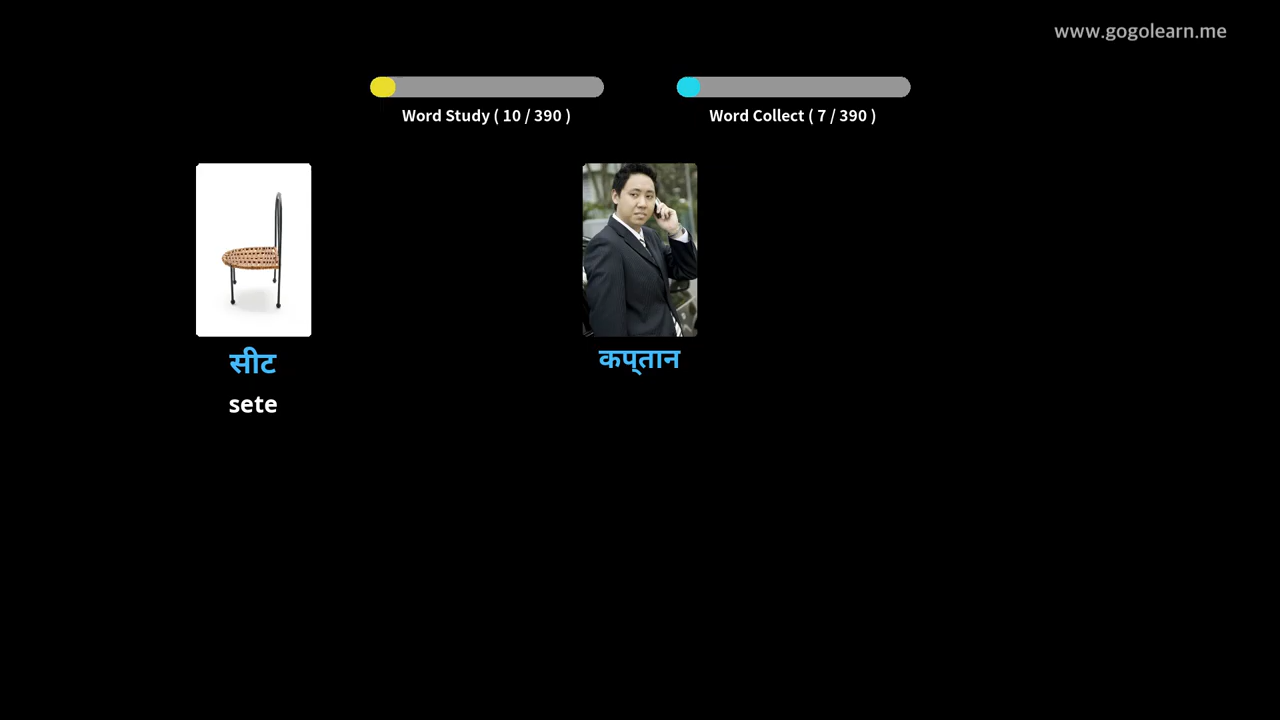 www.gogolearn.me
Word Study ( 10 / 390 )
Word Collect ( 7 / 390 )
सीट
sete
कप्तान